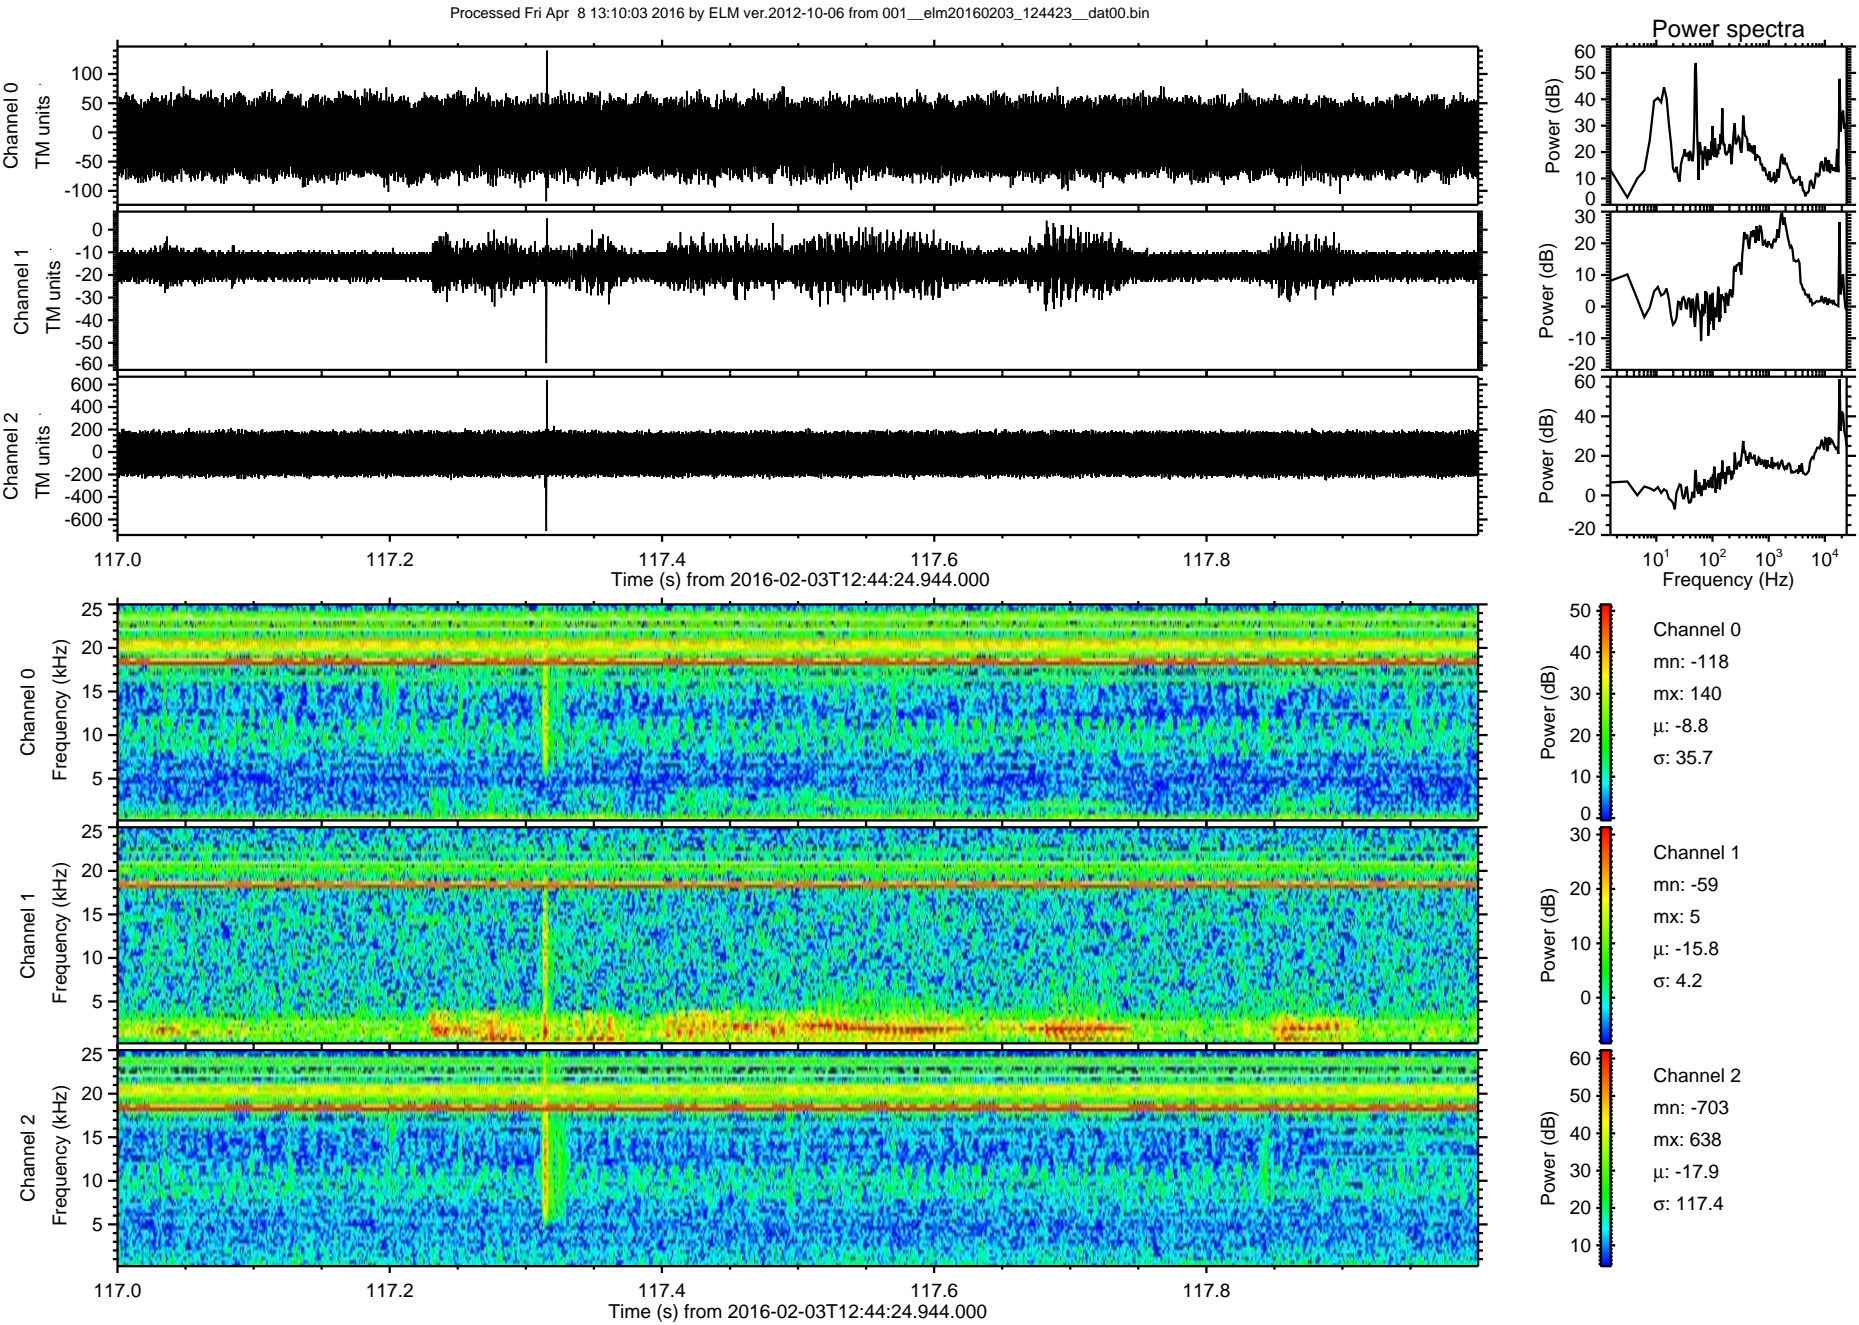 Processed Fri Apr  8 13:10:03 2016 by ELM ver.2012-10-06 from 001__elm20160203_124423__dat00.bin
Power spectra
Channel 0
TM units
100
50
0
-50
-100
Power (dB)
60
50
40
30
20
10
0
Channel 1
TM units
0
-10
-20
-30
-40
-50
-60
Power (dB)
30
20
10
0
-10
-20
Channel 2
TM units
600
400
200
0
-200
-400
-600
Power (dB)
60
40
20
0
-20
117.0 117.2 117.4 117.6 117.8
Time (s) from 2016-02-03T12:44:24.944.000
10¹ 10² 10³ 10⁴
Frequency (Hz)
Channel 0
Frequency (kHz)
25
20
15
10
5
Power (dB)
50
40
30
20
10
0
Channel 0
mn: -118
mx: 140
μ: -8.8
σ: 35.7
Channel 1
Frequency (kHz)
25
20
15
10
5
Power (dB)
30
20
10
0
Channel 1
mn: -59
mx: 5
μ: -15.8
σ: 4.2
Channel 2
Frequency (kHz)
25
20
15
10
5
Power (dB)
60
50
40
30
20
10
Channel 2
mn: -703
mx: 638
μ: -17.9
σ: 117.4
117.0 117.2 117.4 117.6 117.8
Time (s) from 2016-02-03T12:44:24.944.000